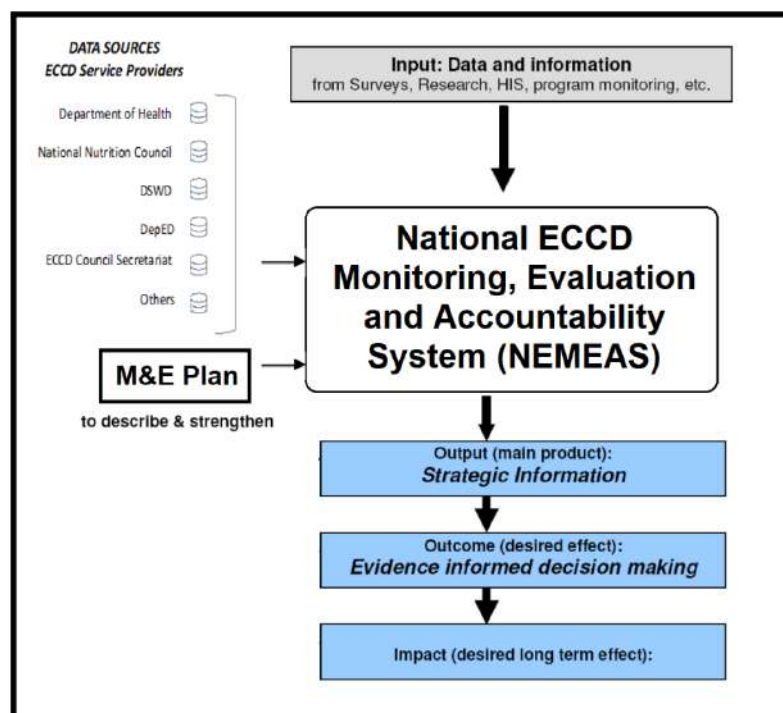 DATA SOURCES
ECCD Service Providers
Department of Health
National Nutrition Council
DSWD
DepED
ECCD Council Secretariat
Others
M&E Plan
to describe & strengthen
Input: Data and information
from Surveys, Research, HIS, program monitoring, etc.
National ECCD
Monitoring, Evaluation
and Accountability
System (NEMEAS)
Output (main product):
Strategic Information
Outcome (desired effect):
Evidence informed decision making
Impact (desired long term effect):